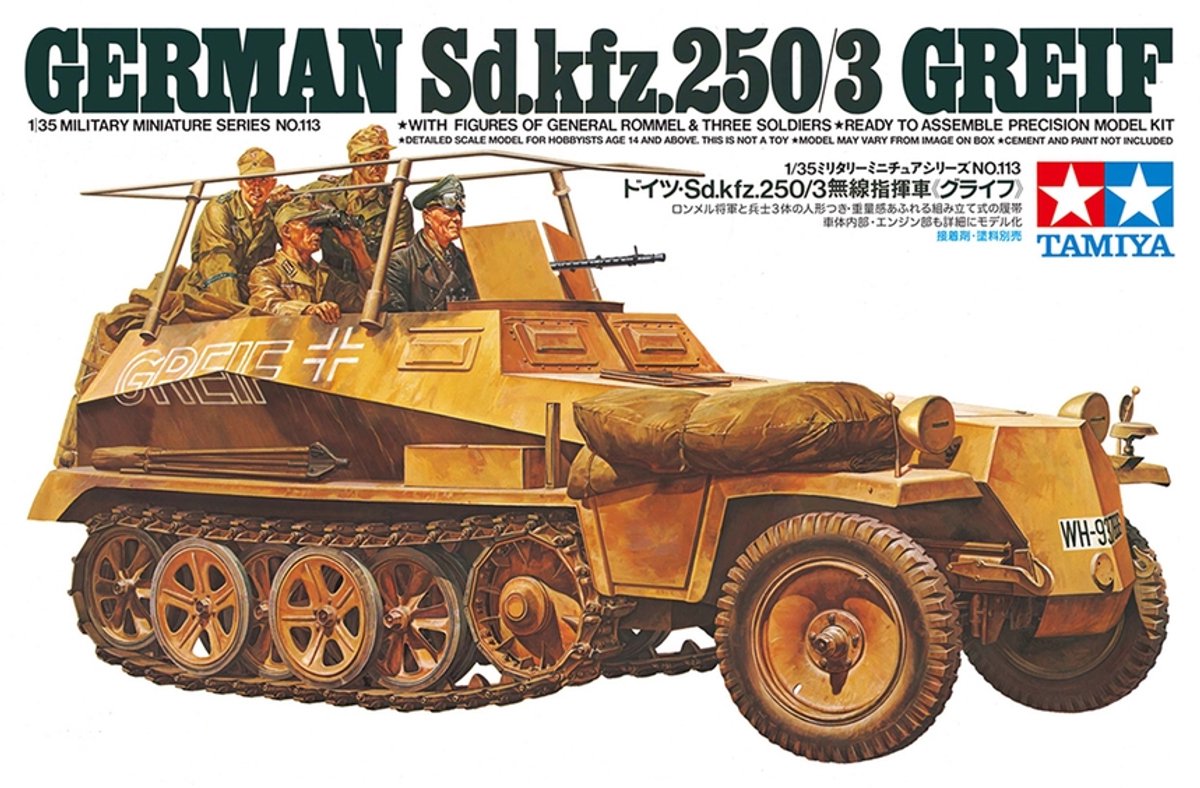 GERMAN Sd.kfz.250/3 GREIF
1/35 MILITARY MINIATURE SERIES NO.113
★WITH FIGURES OF GENERAL ROMMEL & THREE SOLDIERS ★READY TO ASSEMBLE PRECISION MODEL KIT
★DETAILED SCALE MODEL FOR HOBBYISTS AGE 14 AND ABOVE. THIS IS NOT A TOY ★MODEL MAY VARY FROM IMAGE ON BOX ★CEMENT AND PAINT NOT INCLUDED
1/35ミリタリーミニチュアシリーズNO.113
ドイツ・Sd.kfz.250/3無線指揮車《グライフ》
ロンメル将軍と兵士3体の人形つき・重量感あふれる組み立て式の履帯
車体内部・エンジン部も詳細にモデル化
接着剤・塗料別売
TAMIYA
GREIF